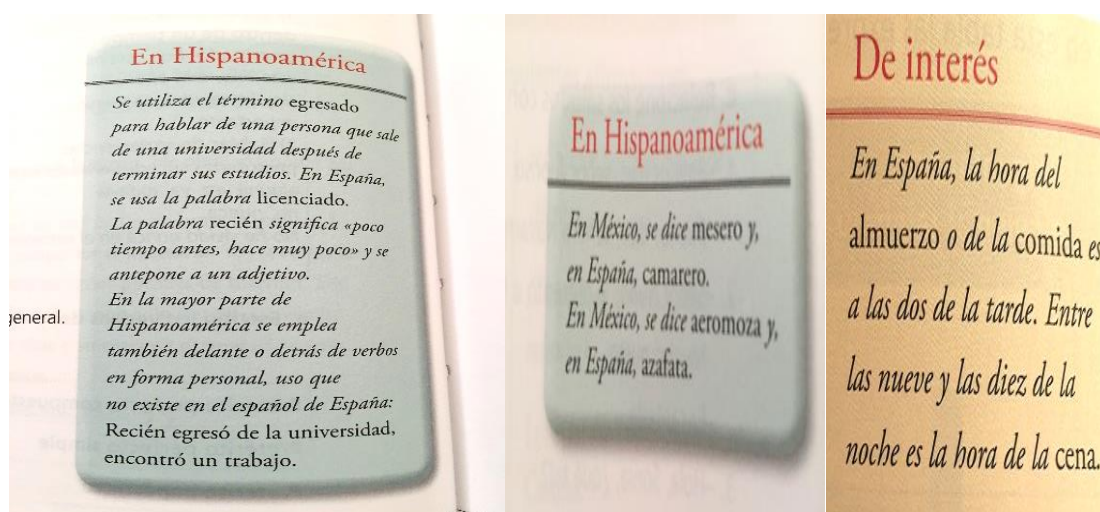 En Hispanoamérica
Se utiliza el término egresado
para hablar de una persona que sale
de una universidad después de
terminar sus estudios. En España,
se usa la palabra licenciado.
La palabra recién significa «poco
tiempo antes, hace muy poco» y se
antepone a un adjetivo.
En la mayor parte de
Hispanoamérica se emplea
también delante o detrás de verbos
en forma personal, uso que
no existe en el español de España:
Recién egresó de la universidad,
encontró un trabajo.
general.
En Hispanoamérica
En México, se dice mesero y,
en España, camarero.
En México, se dice aeromoza y,
en España, azafata.
De interés
En España, la hora del
almuerzo o de la comida es
a las dos de la tarde. Entre
las nueve y las diez de la
noche es la hora de la cena.